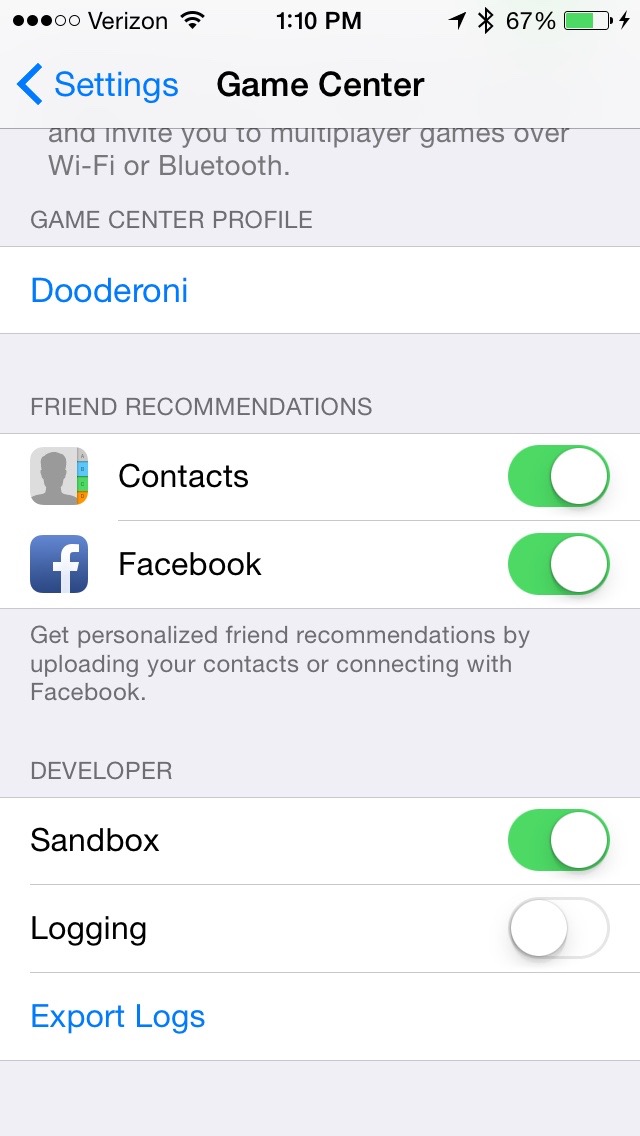 Verizon 1:10 PM 67%
Settings Game Center
and invite you to multiplayer games over
Wi-Fi or Bluetooth.
GAME CENTER PROFILE
Dooderoni
FRIEND RECOMMENDATIONS
Contacts
Facebook
Get personalized friend recommendations by
uploading your contacts or connecting with
Facebook.
DEVELOPER
Sandbox
Logging
Export Logs